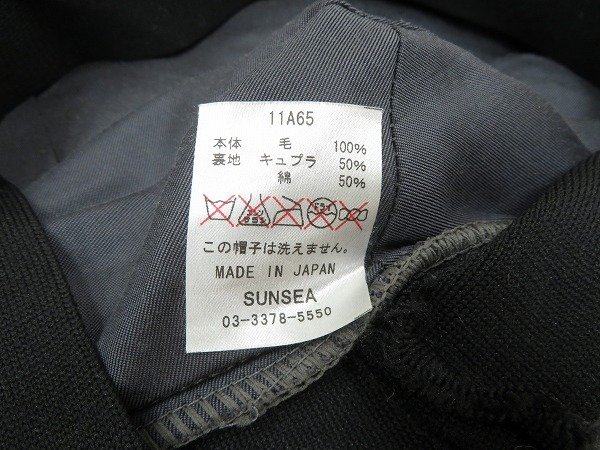 11A65
本体 毛 100%
裏地 キュプラ 50%
綿 50%
この帽子は洗えません。
MADE IN JAPAN
SUNSEA
03-3378-5550